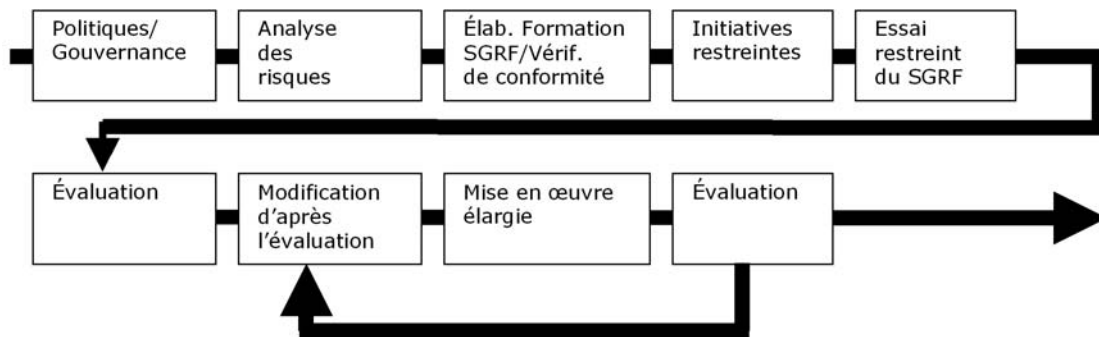 Politiques/
Gouvernance
Analyse
des
risques
Élab. Formation
SGRF/Vérif.
de conformité
Initiatives
restreintes
Essai
restreint
du SGRF
Évaluation
Modification
d'après
l'évaluation
Mise en œuvre
élargie
Évaluation